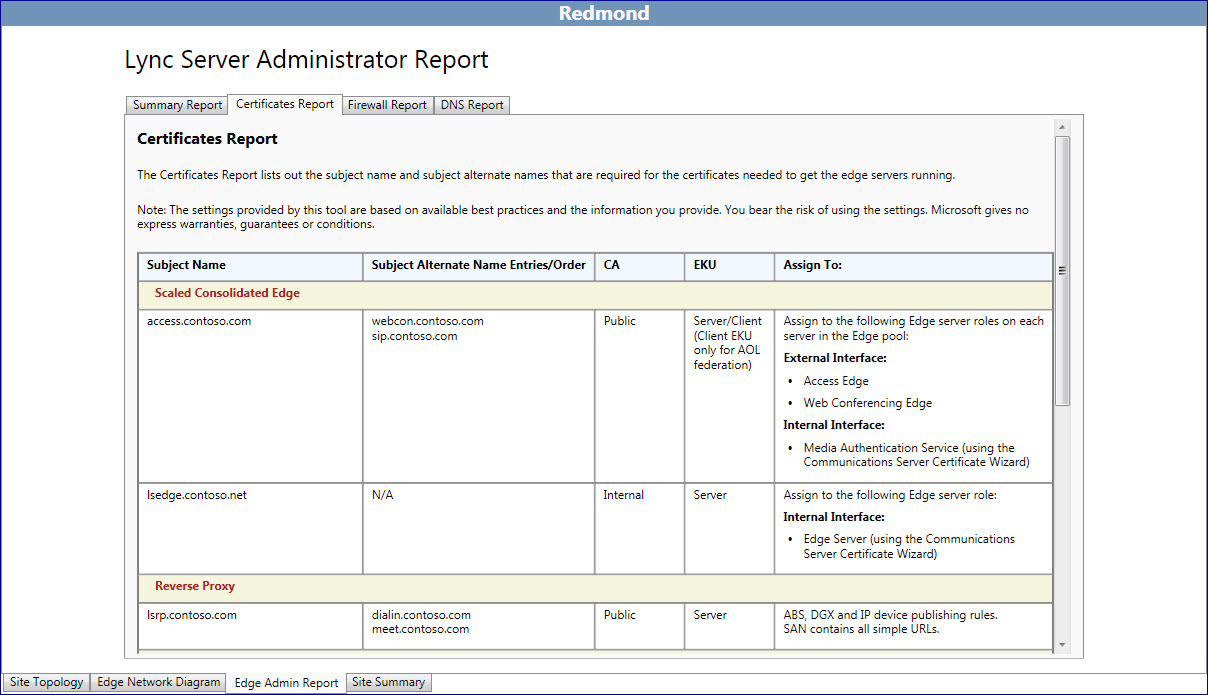 Redmond
Lync Server Administrator Report
Summary Report
Certificates Report
Firewall Report
DNS Report
Certificates Report
The Certificates Report lists out the subject name and subject alternate names that are required for the certificates needed to get the edge servers running.
Note: The settings provided by this tool are based on available best practices and the information you provide. You bear the risk of using the settings. Microsoft gives no
express warranties, guarantees or conditions.
Subject Name
Subject Alternate Name Entries/Order
CA
EKU
Assign To:
Scaled Consolidated Edge
access.contoso.com
webcon.contoso.com
sip.contoso.com
Public
Server/Client
(Client EKU
only for AOL
federation)
Assign to the following Edge server roles on each
server in the Edge pool:
External Interface:
• Access Edge
• Web Conferencing Edge
Internal Interface:
• Media Authentication Service (using the
Communications Server Certificate Wizard)
lsedge.contoso.net
N/A
Internal
Server
Assign to the following Edge server role:
Internal Interface:
• Edge Server (using the Communications
Server Certificate Wizard)
Reverse Proxy
lsrp.contoso.com
dialin.contoso.com
meet.contoso.com
Public
Server
ABS, DGX and IP device publishing rules.
SAN contains all simple URLs.
Site Topology
Edge Network Diagram
Edge Admin Report
Site Summary